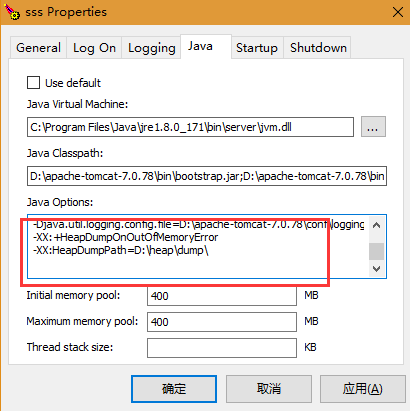 sss Properties
General Log On Logging Java Startup Shutdown
Use default
Java Virtual Machine:
C:\Program Files\Java\jre1.8.0_171\bin\server\jvm.dll
...
Java Classpath:
D:\apache-tomcat-7.0.78\bin\bootstrap.jar;D:\apache-tomcat-7.0.78\bin
Java Options:
-Djava.util.logging.config.file=D:\apache-tomcat-7.0.78\conf\logging
-XX:+HeapDumpOnOutOfMemoryError
-XX:HeapDumpPath=D:\heap\dump\
Initial memory pool: 400 MB
Maximum memory pool: 400 MB
Thread stack size: KB
确定 取消 应用(A)